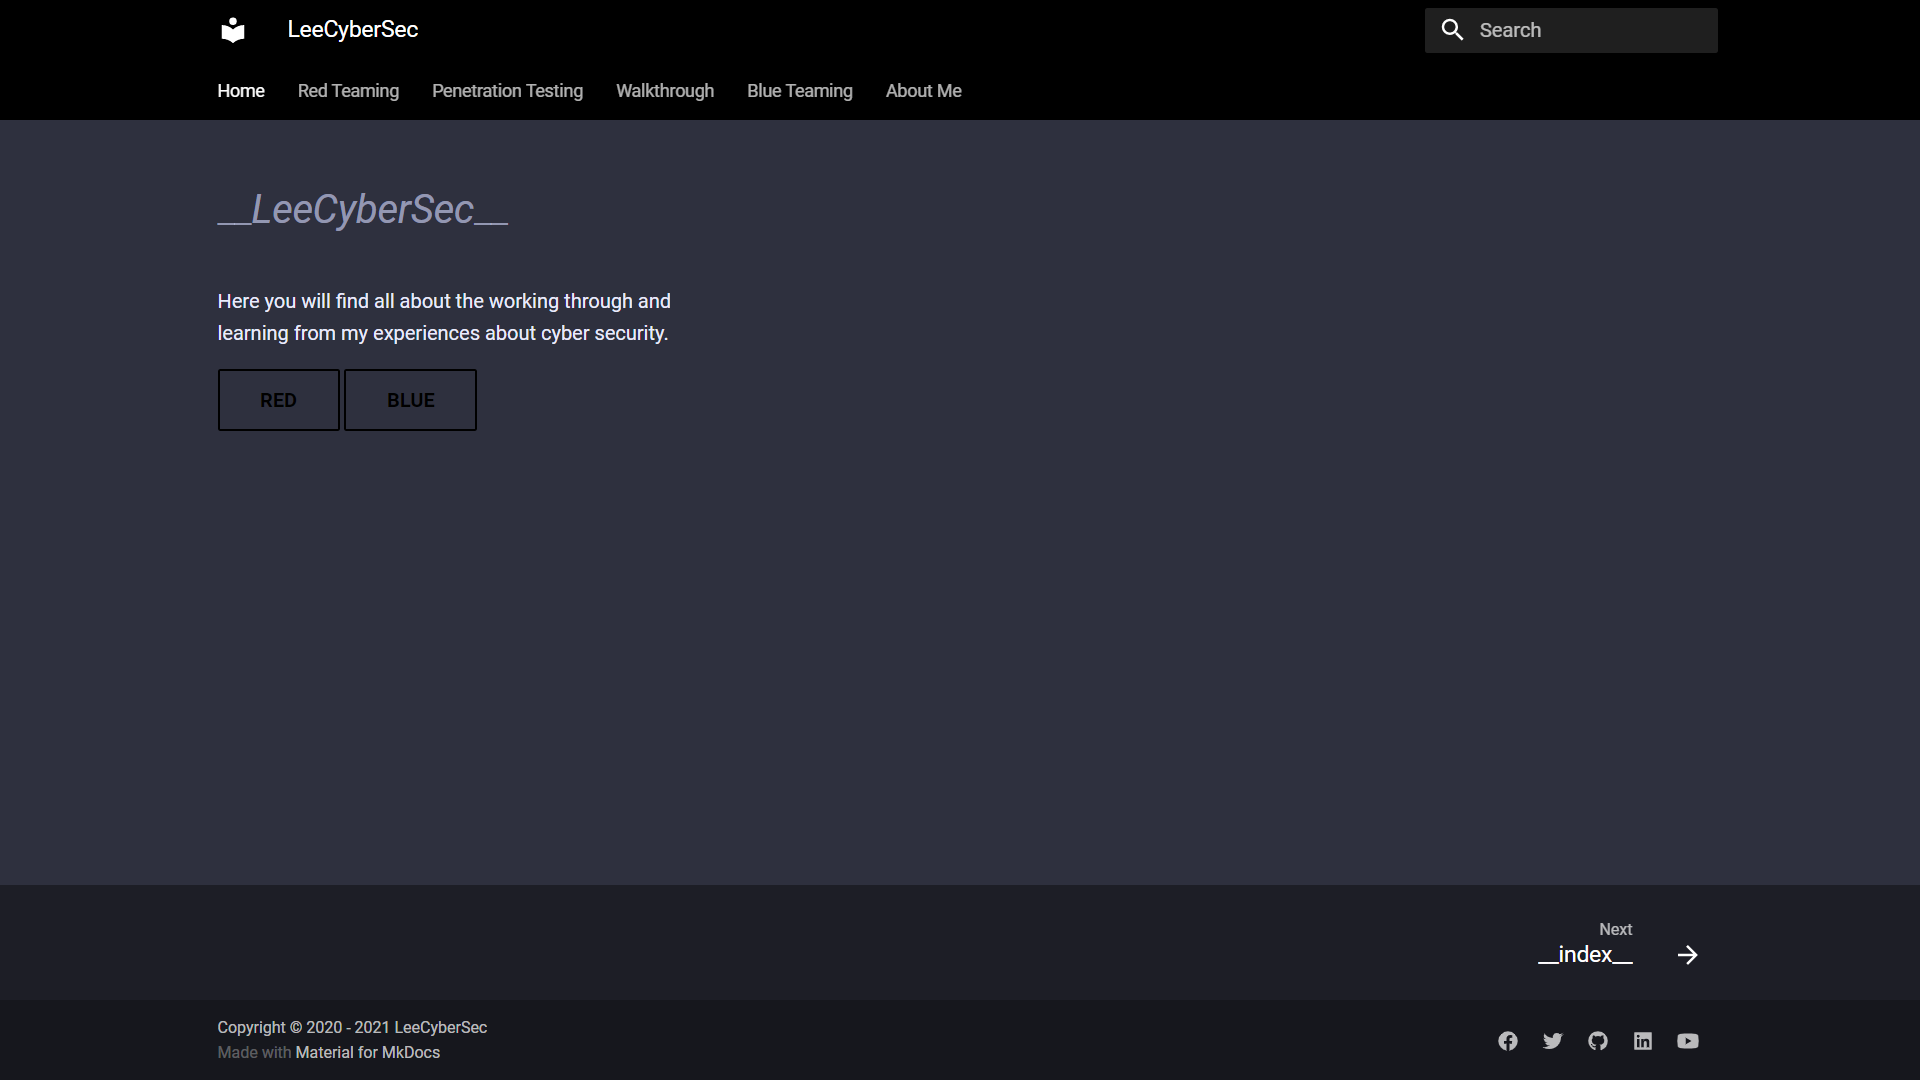 LeeCyberSec
Search
Home Red Teaming Penetration Testing Walkthrough Blue Teaming About Me
__LeeCyberSec__
Here you will find all about the working through and
learning from my experiences about cyber security.
RED BLUE
Next
__index__
Copyright © 2020 - 2021 LeeCyberSec
Made with Material for MkDocs